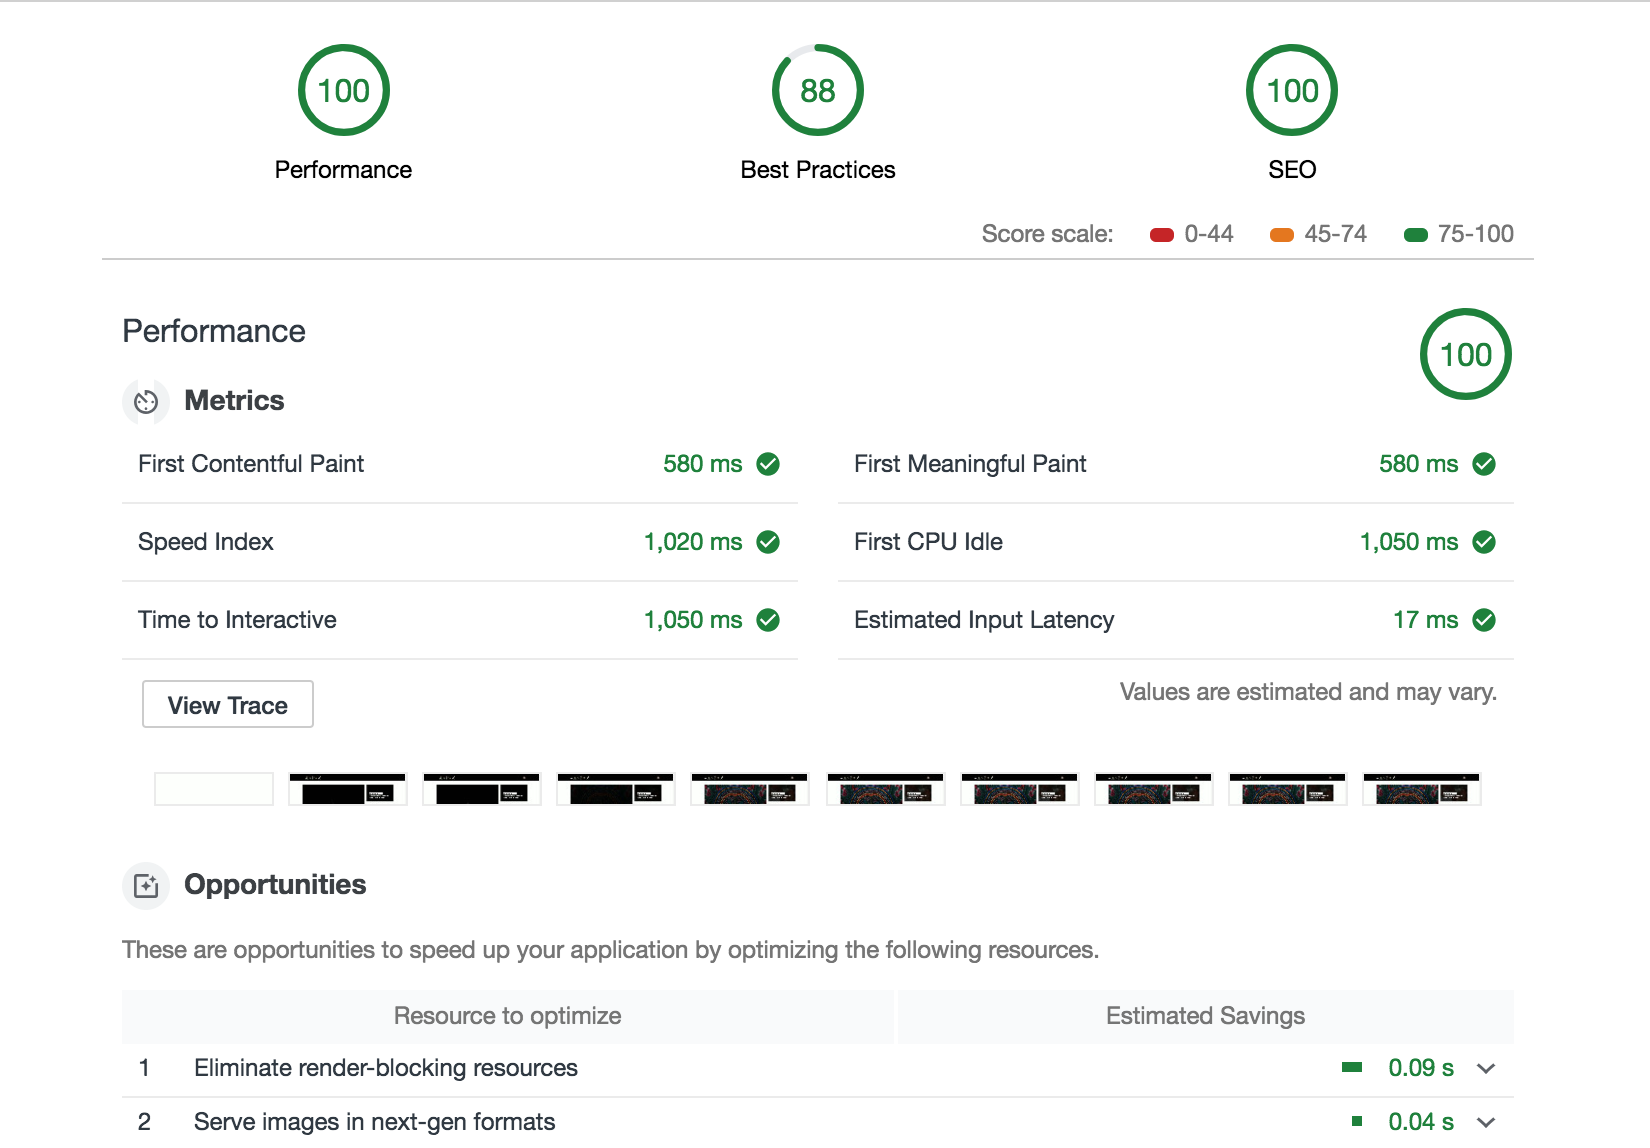 100 88 100
Performance Best Practices SEO
Score scale: 0-44 45-74 75-100
Performance 100
Metrics
First Contentful Paint 580 ms First Meaningful Paint 580 ms
Speed Index 1,020 ms First CPU Idle 1,050 ms
Time to Interactive 1,050 ms Estimated Input Latency 17 ms
View Trace Values are estimated and may vary.
Opportunities
These are opportunities to speed up your application by optimizing the following resources.
Resource to optimize Estimated Savings
1 Eliminate render-blocking resources 0.09 s
2 Serve images in next-gen formats 0.04 s